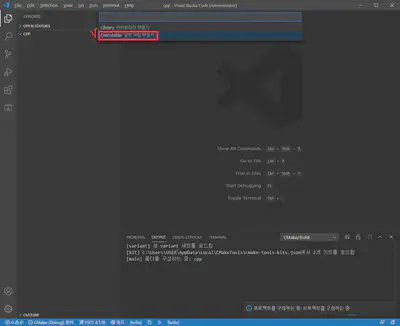 File Edit Selection View Go Run Terminal Help
cpp - Visual Studio Code [Administrator]
EXPLORER
OPEN EDITORS
CPP
Library 라이브러리 만들기
Executable 실행 파일 만들기
Show All Commands Ctrl + Shift + P
Go to File Ctrl + P
Find in Files Ctrl + Shift + F
Start Debugging F5
Toggle Terminal Ctrl +
TERMINAL OUTPUT DEBUG CONSOLE PROBLEMS CMake/Build
[variant] 새 variant 세트를 로드함
[kit] C:\Users\USER\AppData\Local\CMakeTools\cmake-tools-kits.json에서 2개 키트를 로드함
[main] 폴더를 구성하는 중: cpp
프로젝트를 구성하는 중: 프로젝트를 구성하는 중
CMake: [Debug]: 준비
Build